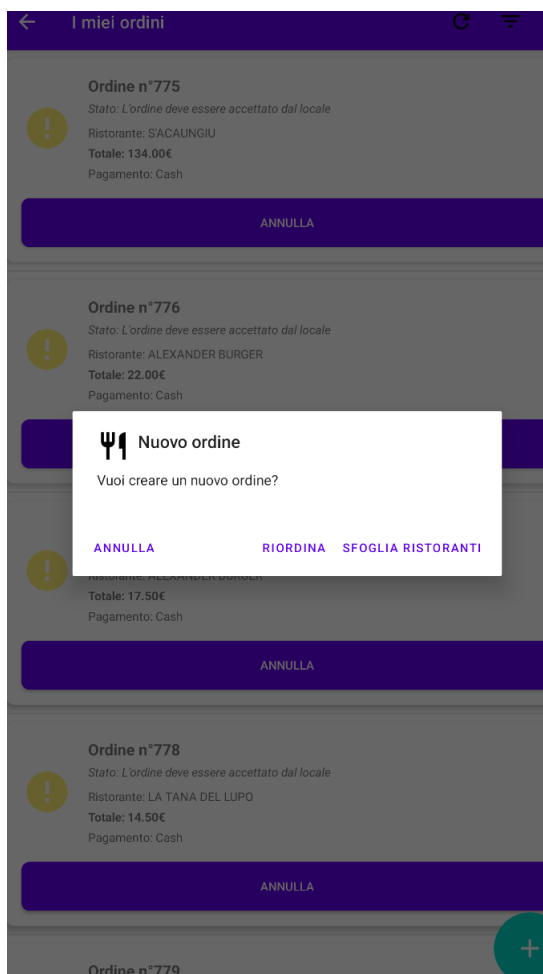 I miei ordini
Ordine n°775
Stato: L'ordine deve essere accettato dal locale
Ristorante: S'ACAUNGIU
Totale: 134.00€
Pagamento: Cash
ANNULLA
Ordine n°776
Stato: L'ordine deve essere accettato dal locale
Ristorante: ALEXANDER BURGER
Totale: 22.00€
Pagamento: Cash
Nuovo ordine
Vuoi creare un nuovo ordine?
ANNULLA RIORDINA SFOGLIA RISTORANTI
Ristorante: ALEXANDER BURGER
Totale: 17.50€
Pagamento: Cash
ANNULLA
Ordine n°778
Stato: L'ordine deve essere accettato dal locale
Ristorante: LA TANA DEL LUPO
Totale: 14.50€
Pagamento: Cash
ANNULLA
Ordine n°779